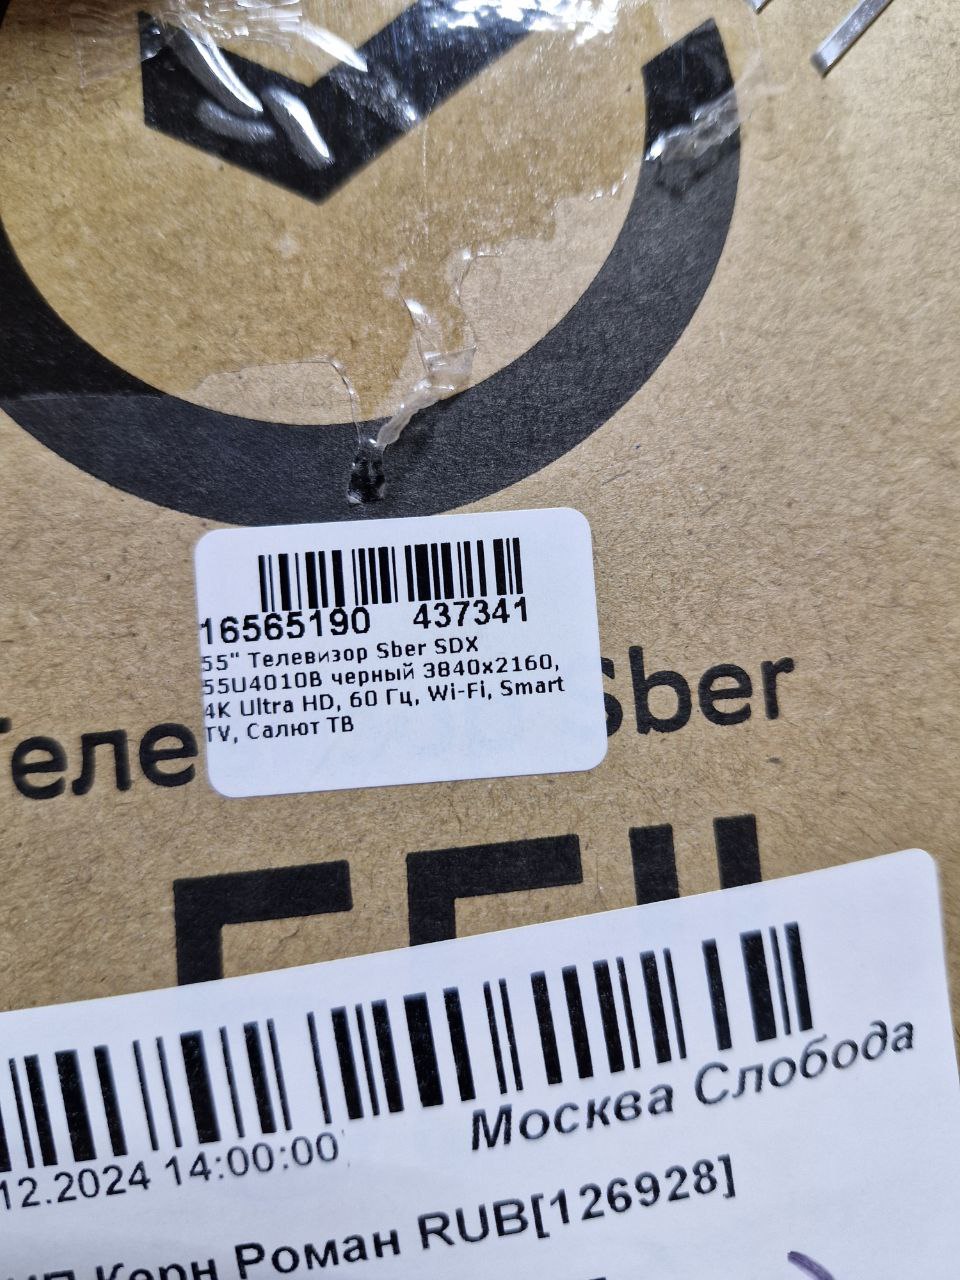 16565190 437341
55" Телевизор Sber SDX
55U4010B черный 3840x2160,
4K Ultra HD, 60 Гц, Wi-Fi, Smart
TV, Салют ТВ
Sber
12.2024 14:00:00
Москва Слобода
Керн Роман RUB[126928]